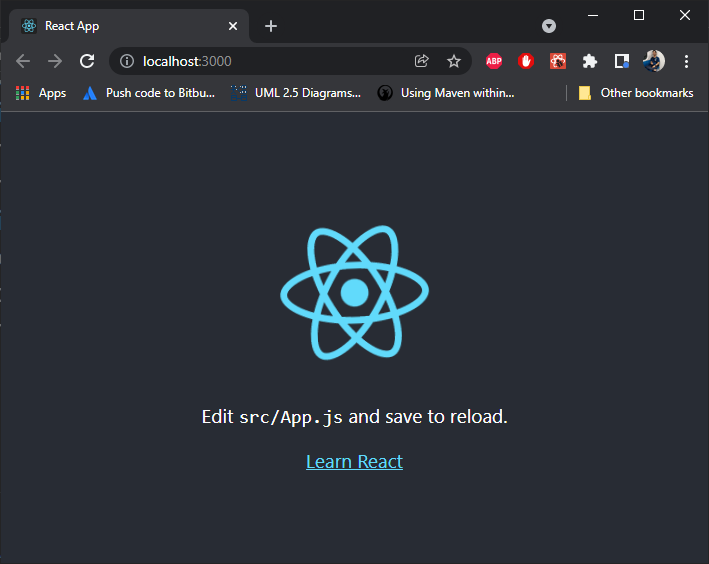 React App
localhost:3000
ABP
Apps Push code to Bitbu... UML 2.5 Diagrams... Using Maven within... Other bookmarks
Edit src/App.js and save to reload.
Learn React